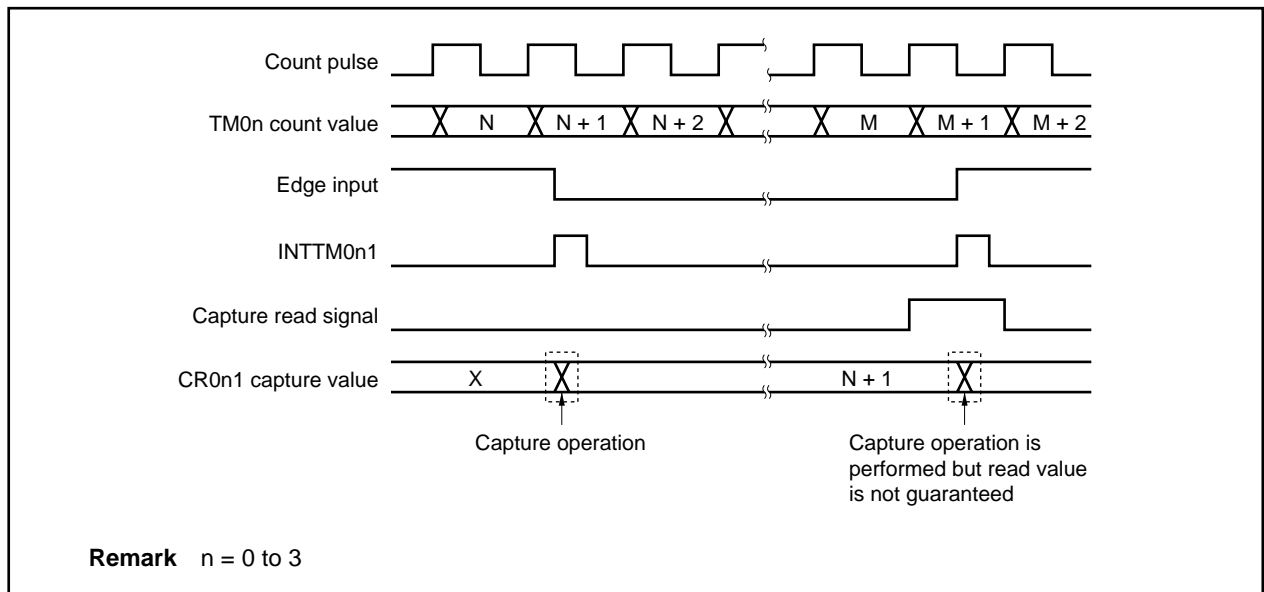 Count pulse
TM0n count value
N
N + 1
N + 2
M
M + 1
M + 2
Edge input
INTTM0n1
Capture read signal
CR0n1 capture value
X
N + 1
Capture operation
Capture operation is
performed but read value
is not guaranteed
Remark n = 0 to 3